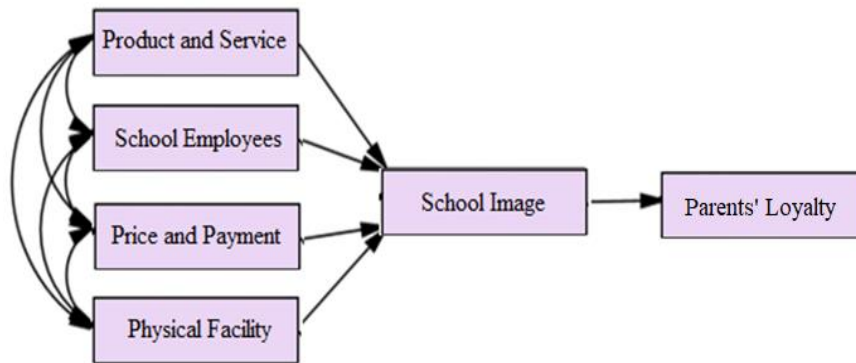 Product and Service
School Employees
School Image
Parents' Loyalty
Price and Payment
Physical Facility